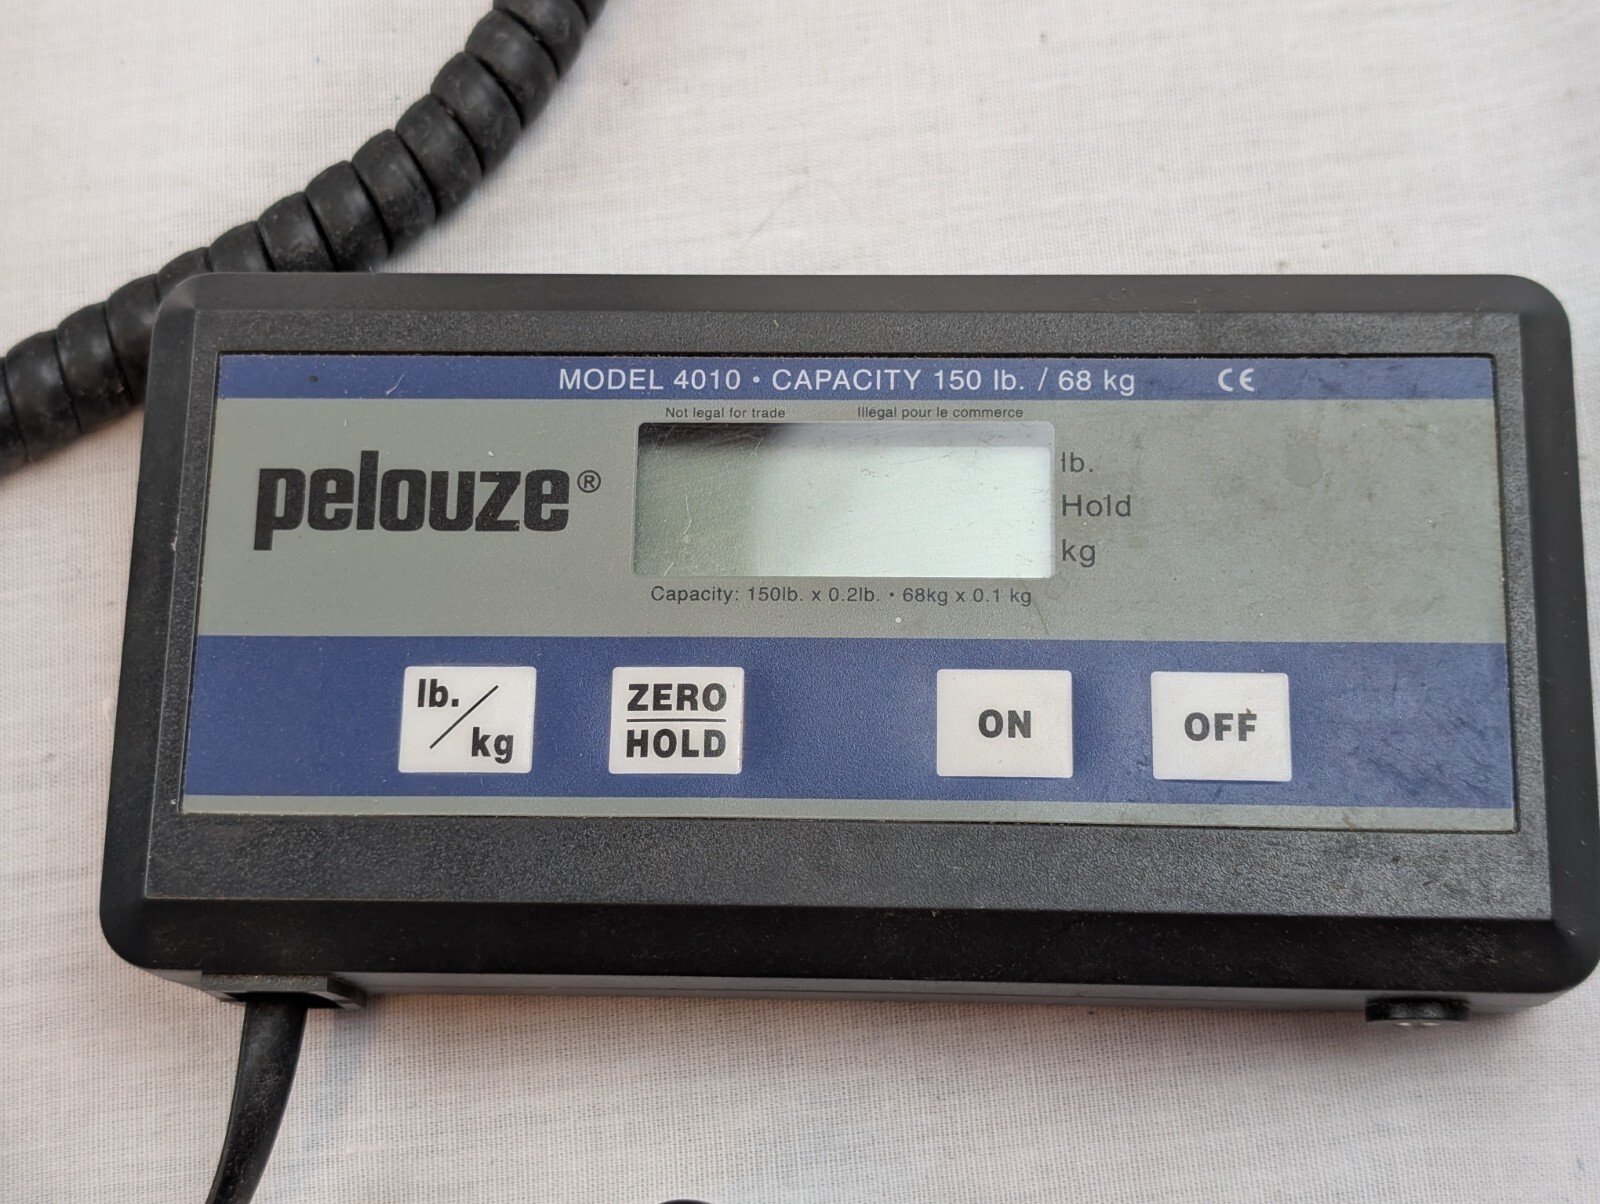 MODEL 4010 • CAPACITY 150 lb. / 68 kg CE
Not legal for trade Illégal pour le commerce
pelouze®
lb.
Hold
kg
Capacity: 150lb. x 0.2lb. • 68kg x 0.1 kg
lb./kg
ZERO
HOLD
ON
OFF